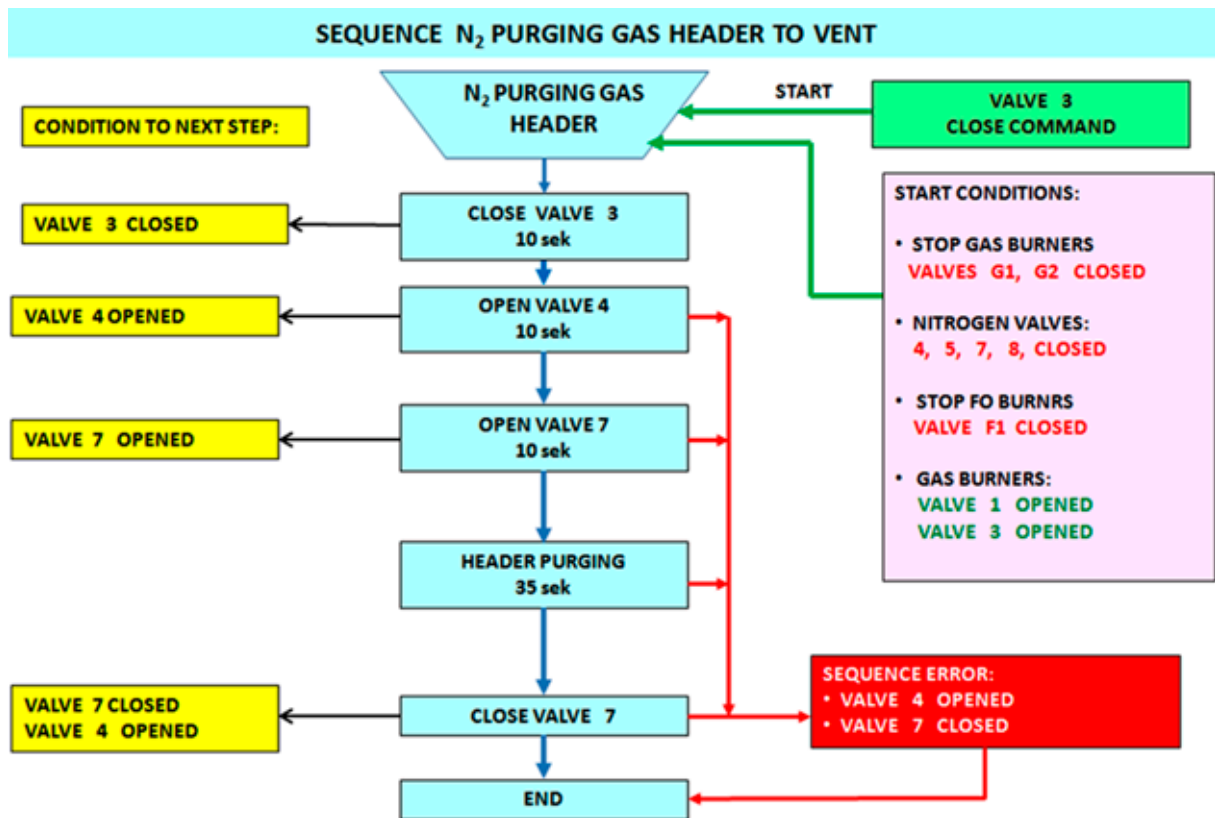 SEQUENCE N₂ PURGING GAS HEADER TO VENT
CONDITION TO NEXT STEP:
N₂ PURGING GAS
HEADER
START
VALVE 3
CLOSE COMMAND
CLOSE VALVE 3
10 sek
VALVE 3 CLOSED
OPEN VALVE 4
10 sek
VALVE 4 OPENED
OPEN VALVE 7
10 sek
VALVE 7 OPENED
HEADER PURGING
35 sek
CLOSE VALVE 7
VALVE 7 CLOSED
VALVE 4 OPENED
END
START CONDITIONS:
• STOP GAS BURNERS
VALVES G1, G2 CLOSED
• NITROGEN VALVES:
4, 5, 7, 8, CLOSED
• STOP FO BURNRS
VALVE F1 CLOSED
• GAS BURNERS:
VALVE 1 OPENED
VALVE 3 OPENED
SEQUENCE ERROR:
• VALVE 4 OPENED
• VALVE 7 CLOSED